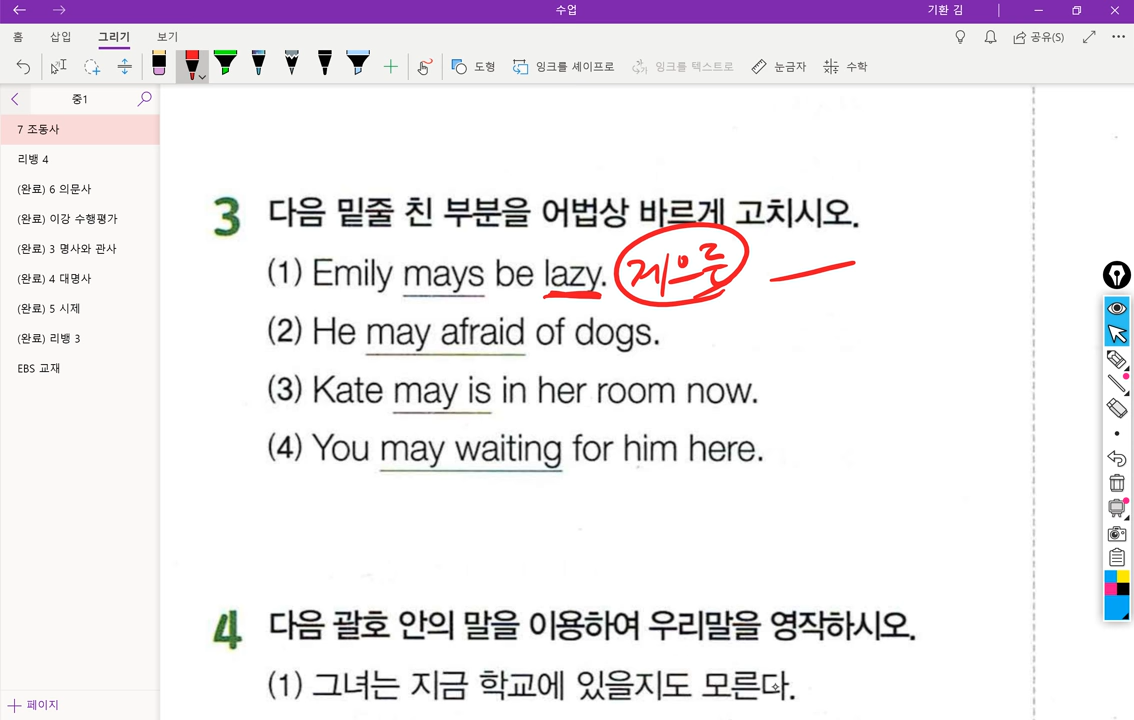 수업
기환 김
홈 삽입 그리기 보기
공유(S)
도형 잉크를 셰이프로 잉크를 텍스트로 눈금자 수학
중1
7 조동사
리뱅 4
(완료) 6 의문사
(완료) 이강 수행평가
(완료) 3 명사와 관사
(완료) 4 대명사
(완료) 5 시제
(완료) 리뱅 3
EBS 교재
페이지
3 다음 밑줄 친 부분을 어법상 바르게 고치시오.
(1) Emily mays be lazy. 게으른
(2) He may afraid of dogs.
(3) Kate may is in her room now.
(4) You may waiting for him here.
4 다음 괄호 안의 말을 이용하여 우리말을 영작하시오.
(1) 그녀는 지금 학교에 있을지도 모른다.